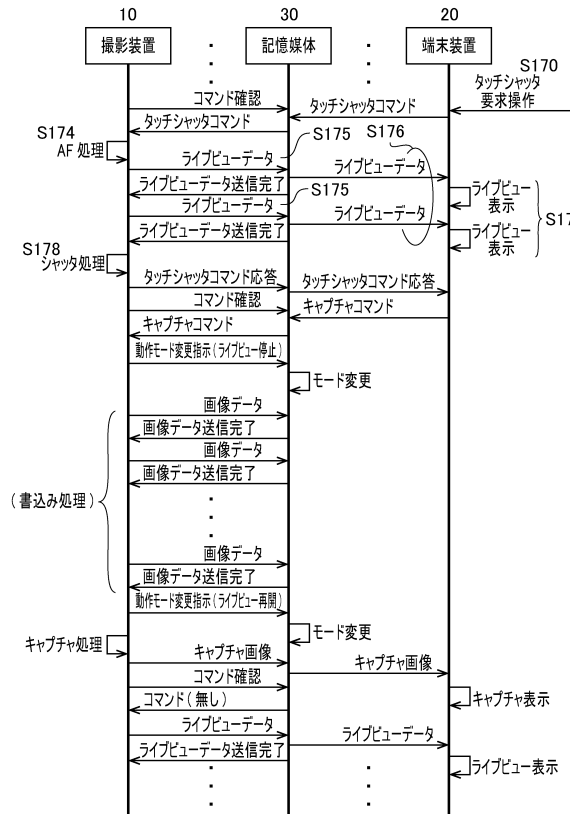 10
30
20
撮影装置
記憶媒体
端末装置
S170
タッチシャッタ
要求操作
コマンド確認
タッチシャッタコマンド
タッチシャッタコマンド
S174
AF 処理
S175
S176
ライブビューデータ
ライブビューデータ
ライブビューデータ送信完了
ライブビュー
表示
S175
ライブビューデータ
ライブビューデータ
ライブビューデータ送信完了
ライブビュー
表示
S17
S178
シャッタ処理
タッチシャッタコマンド応答
タッチシャッタコマンド応答
コマンド確認
キャプチャコマンド
キャプチャコマンド
動作モード変更指示(ライブビュー停止)
モード変更
画像データ
画像データ送信完了
画像データ
画像データ送信完了
(書込み処理)
画像データ
画像データ送信完了
動作モード変更指示(ライブビュー再開)
モード変更
キャプチャ処理
キャプチャ画像
キャプチャ画像
コマンド確認
キャプチャ表示
コマンド(無し)
ライブビューデータ
ライブビューデータ
ライブビューデータ送信完了
ライブビュー表示